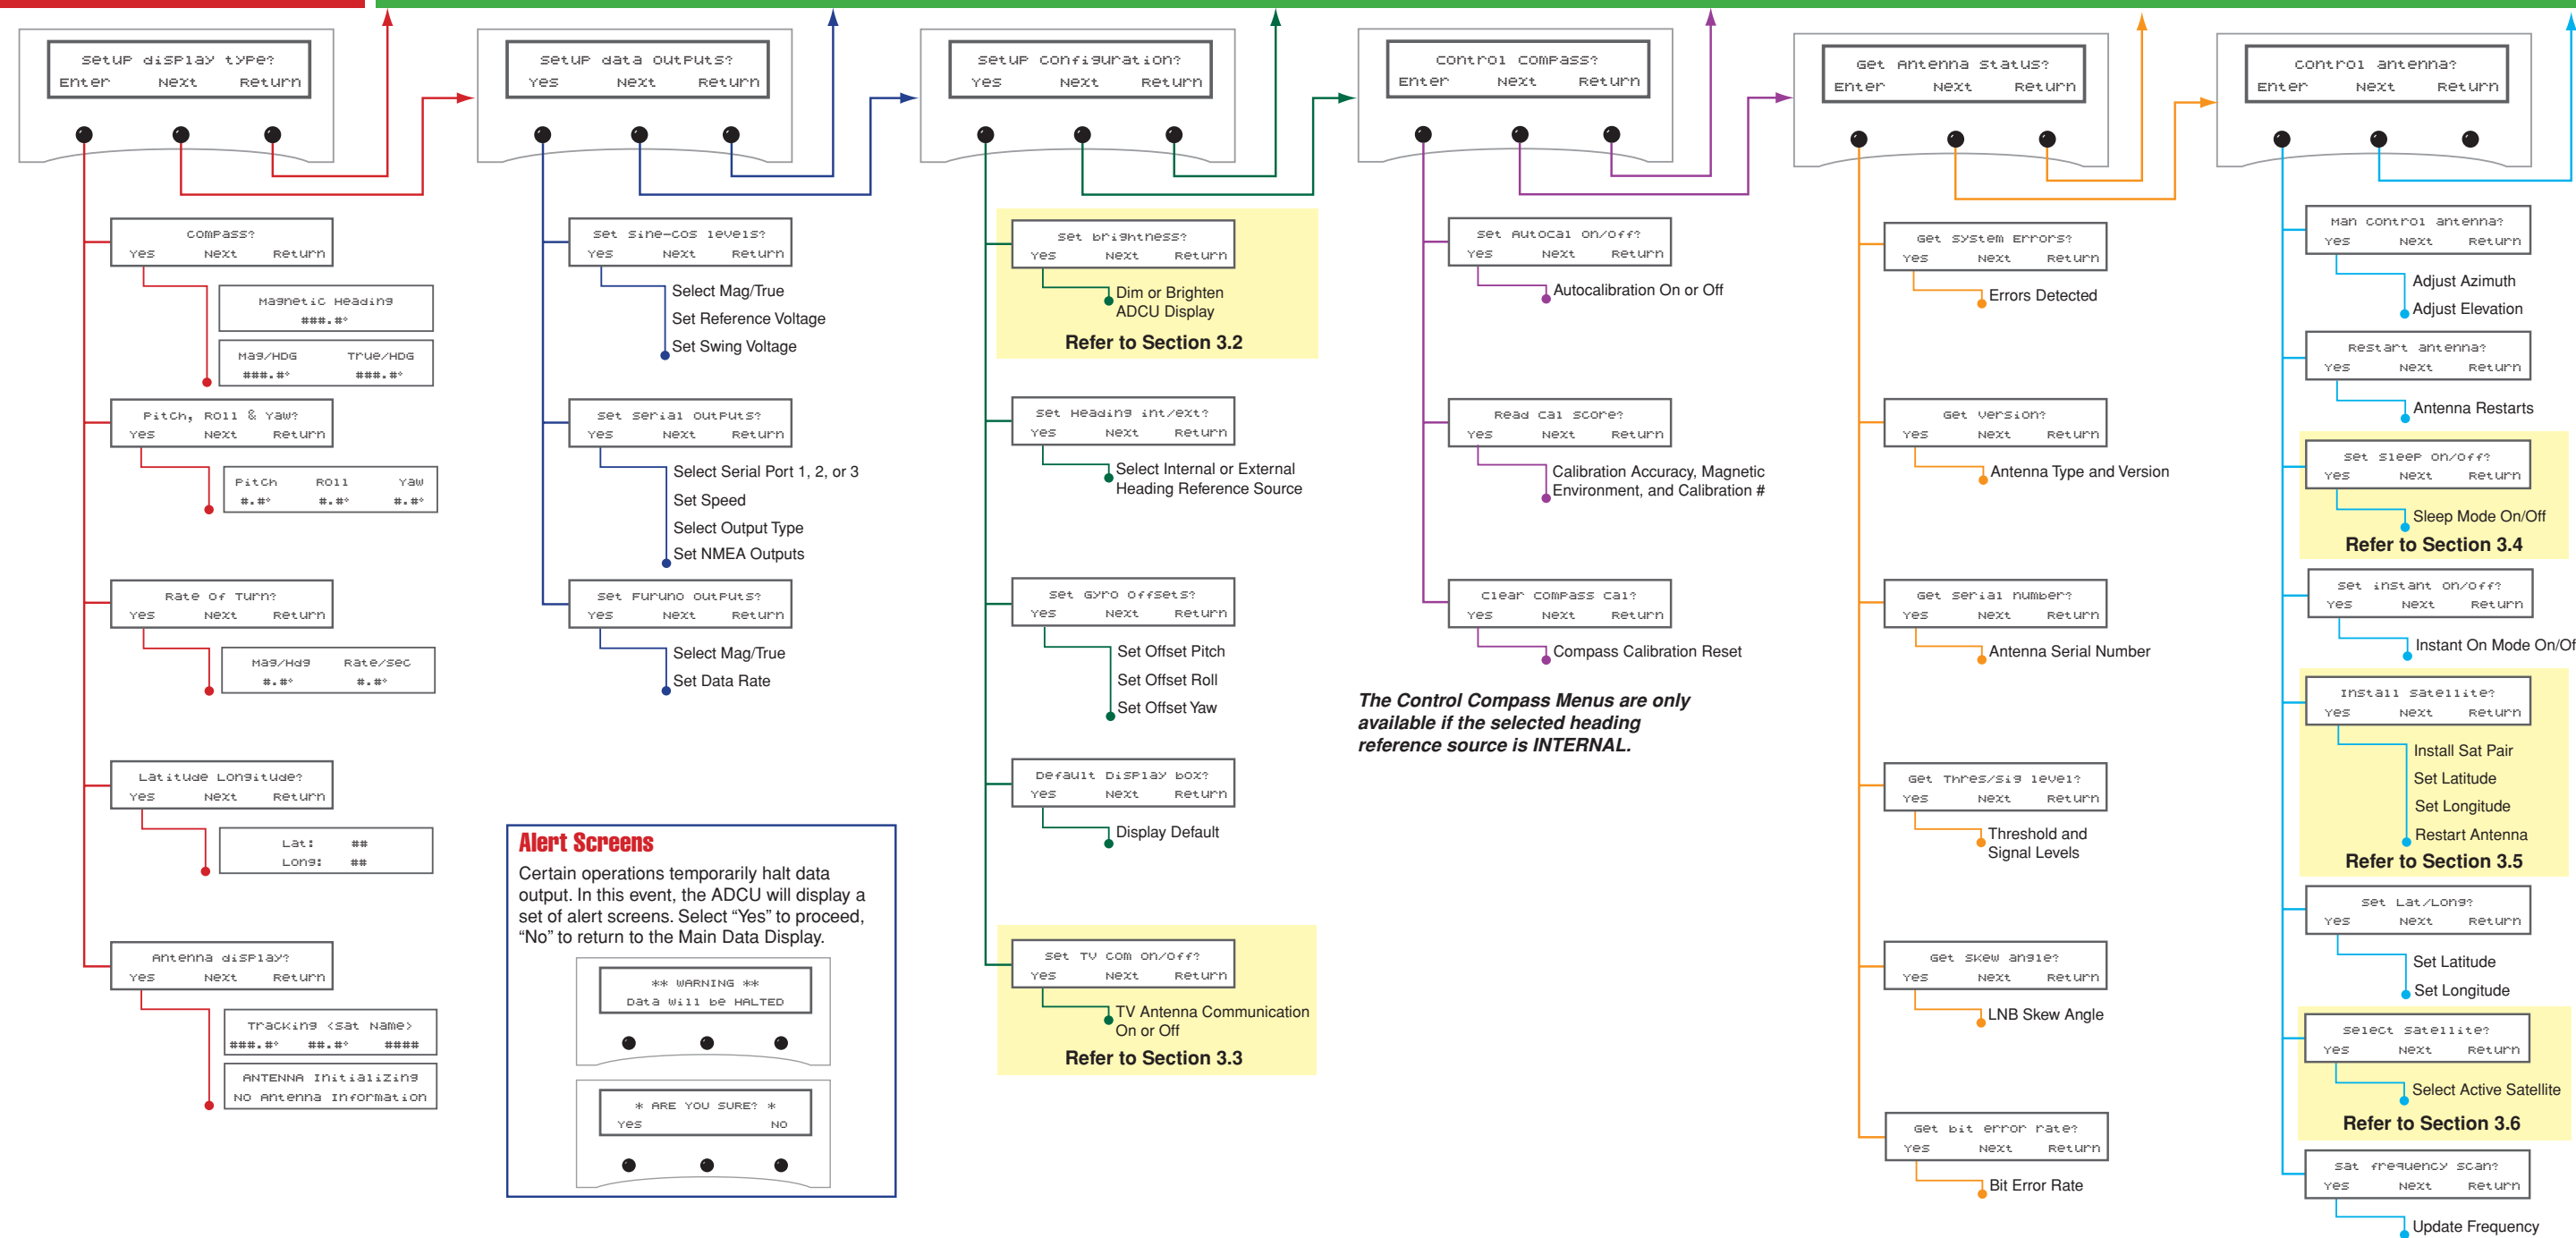 Setup display type?
Enter Next Return
Compass?
Yes Next Return
Magnetic Heading
###.#°
Mag/HDG True/HDG
###.#° ###.#°
Pitch, Roll & Yaw?
Yes Next Return
Pitch Roll Yaw
#.#° #.#° #.#°
Rate of Turn?
Yes Next Return
Mag/Hdg Rate/sec
#.#° #.#°
Latitude Longitude?
Yes Next Return
Lat: ##
Long: ##
Antenna display?
Yes Next Return
Tracking <Sat Name>
###.#° ##.#° ####
ANTENNA Initializing
No Antenna Information
Setup data outputs?
Yes Next Return
Set Sine-Cos levels?
Yes Next Return
Select Mag/True
Set Reference Voltage
Set Swing Voltage
Set Serial Outputs?
Yes Next Return
Select Serial Port 1, 2, or 3
Set Speed
Select Output Type
Set NMEA Outputs
Set Furuno Outputs?
Yes Next Return
Select Mag/True
Set Data Rate
Alert Screens
Certain operations temporarily halt data
output. In this event, the ADCU will display a
set of alert screens. Select “Yes” to proceed,
“No” to return to the Main Data Display.
** WARNING **
Data Will be HALTED
* ARE YOU SURE? *
Yes No
Setup Configuration?
Yes Next Return
Set brightness?
Yes Next Return
Dim or Brighten
ADCU Display
Refer to Section 3.2
Set Heading int/ext?
Yes Next Return
Select Internal or External
Heading Reference Source
Set Gyro Offsets?
Yes Next Return
Set Offset Pitch
Set Offset Roll
Set Offset Yaw
Default Display box?
Yes Next Return
Display Default
Set TV com On/Off?
Yes Next Return
TV Antenna Communication
On or Off
Refer to Section 3.3
Control Compass?
Enter Next Return
Set Autocal On/Off?
Yes Next Return
Autocalibration On or Off
Read Cal Score?
Yes Next Return
Calibration Accuracy, Magnetic
Environment, and Calibration #
Clear Compass Cal?
Yes Next Return
Compass Calibration Reset
The Control Compass Menus are only
available if the selected heading
reference source is INTERNAL.
Get Antenna Status?
Enter Next Return
Get System Errors?
Yes Next Return
Errors Detected
Get Version?
Yes Next Return
Antenna Type and Version
Get serial number?
Yes Next Return
Antenna Serial Number
Get Thres/Sig level?
Yes Next Return
Threshold and
Signal Levels
Get Skew angle?
Yes Next Return
LNB Skew Angle
Get bit error rate?
Yes Next Return
Bit Error Rate
Control antenna?
Enter Next Return
Man Control antenna?
Yes Next Return
Adjust Azimuth
Adjust Elevation
Restart antenna?
Yes Next Return
Antenna Restarts
Set Sleep On/Off?
Yes Next Return
Sleep Mode On/Off
Refer to Section 3.4
Set instant On/Off?
Yes Next Return
Instant On Mode On/Of
Install Satellite?
Yes Next Return
Install Sat Pair
Set Latitude
Set Longitude
Restart Antenna
Refer to Section 3.5
Set Lat/Long?
Yes Next Return
Set Latitude
Set Longitude
Select Satellite?
Yes Next Return
Select Active Satellite
Refer to Section 3.6
Sat frequency scan?
Yes Next Return
Update Frequency